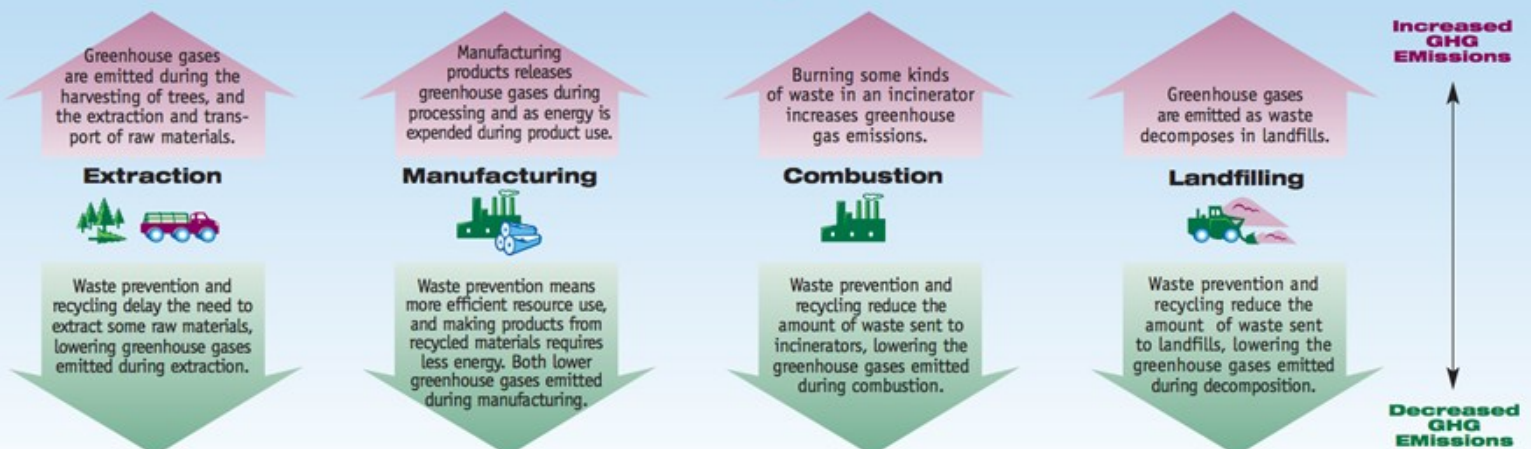 Greenhouse gases
are emitted during the
harvesting of trees, and
the extraction and trans-
port of raw materials.
Extraction
Waste prevention and
recycling delay the need to
extract some raw materials,
lowering greenhouse gases
emitted during extraction.
Manufacturing
products releases
greenhouse gases during
processing and as energy is
expended during product use.
Manufacturing
Waste prevention means
more efficient resource use,
and making products from
recycled materials requires
less energy. Both lower
greenhouse gases emitted
during manufacturing.
Burning some kinds
of waste in an incinerator
increases greenhouse
gas emissions.
Combustion
Waste prevention and
recycling reduce the
amount of waste sent to
incinerators, lowering the
greenhouse gases emitted
during combustion.
Greenhouse gases
are emitted as waste
decomposes in landfills.
Landfilling
Waste prevention and
recycling reduce the
amount of waste sent
to landfills, lowering the
greenhouse gases emitted
during decomposition.
Increased
GHG
EMissions
Decreased
GHG
EMissions